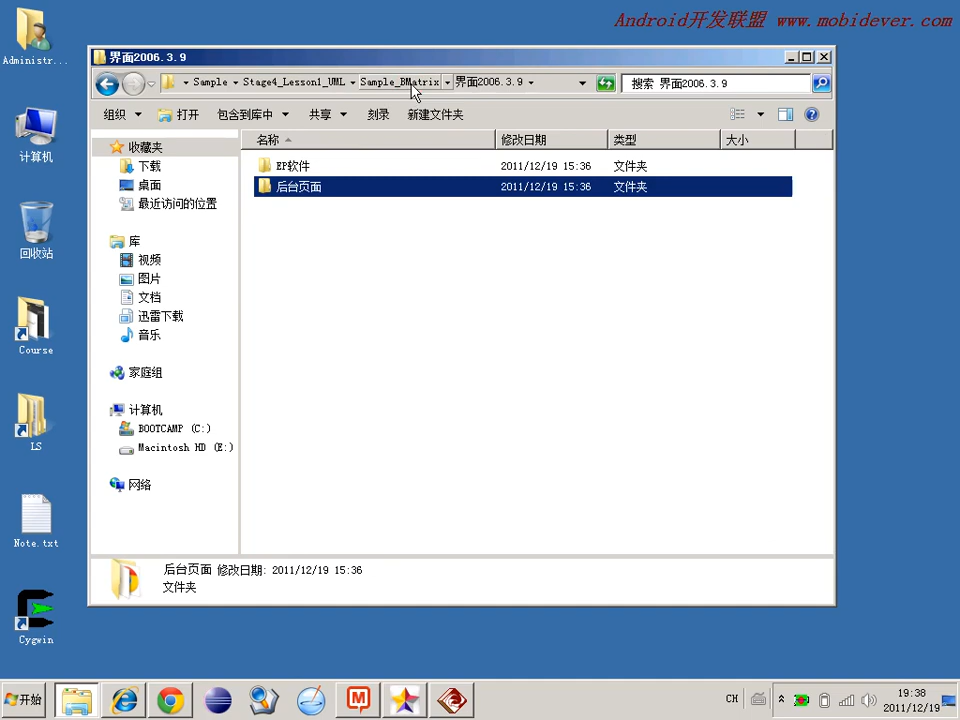 Android开发联盟 www.mobidever.com
Administr...
计算机
回收站
Course
LS
Note.txt
Cygwin
界面2006.3.9
Sample Stage4_Lesson1_UML Sample_BMatrix 界面2006.3.9
搜索 界面2006.3.9
组织 打开 包含到库中 共享 刻录 新建文件夹
收藏夹
下载
桌面
最近访问的位置
库
视频
图片
文档
迅雷下载
音乐
家庭组
计算机
BOOTCAMP (C:)
Macintosh HD (E:)
网络
名称 修改日期 类型 大小
EP软件 2011/12/19 15:36 文件夹
后台页面 2011/12/19 15:36 文件夹
后台页面 修改日期: 2011/12/19 15:36
文件夹
开始
CH
19:38
2011/12/19